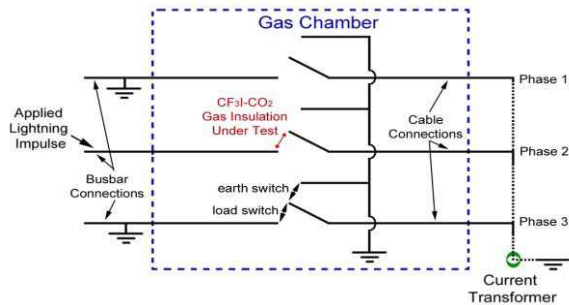 Gas Chamber
Phase 1
CF₃I-CO₂
Gas Insulation
Under Test
Applied
Lightning
Impulse
Cable
Connections
Phase 2
Busbar
Connections
earth switch
load switch
Phase 3
Current
Transformer